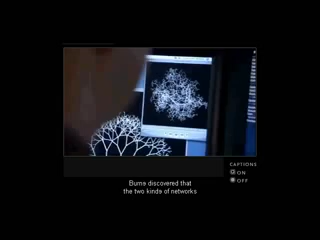 CAPTIONS
ON
OFF
Burns discovered that
the two kinds of networks